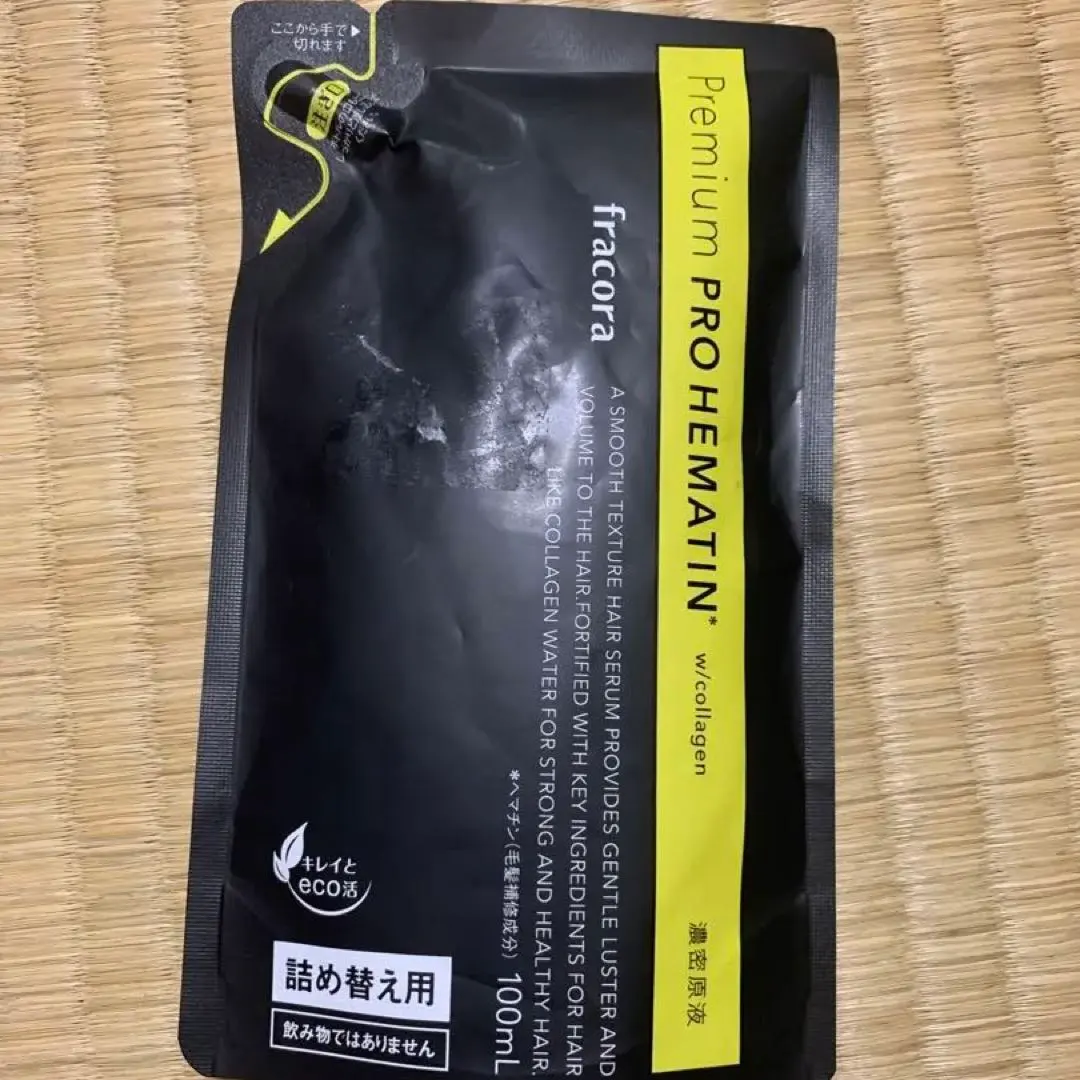 ここから手で▶
切れます
Premium PRO HEMATIN* w/collagen 濃密原液
fracora
A SMOOTH TEXTURE HAIR SERUM PROVIDES GENTLE LUSTER AND
VOLUME TO THE HAIR.FORTIFIED WITH KEY INGREDIENTS FOR HAIR
LIKE COLLAGEN WATER FOR STRONG AND HEALTHY HAIR.
*ヘマチン(毛髪補修成分) 100mL
キレイと
eco活
詰め替え用
飲み物ではありません